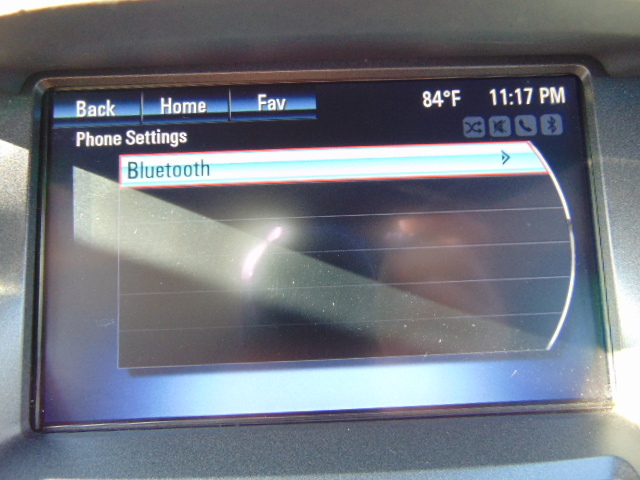 Back Home Fav 84°F 11:17 PM
Phone Settings
Bluetooth